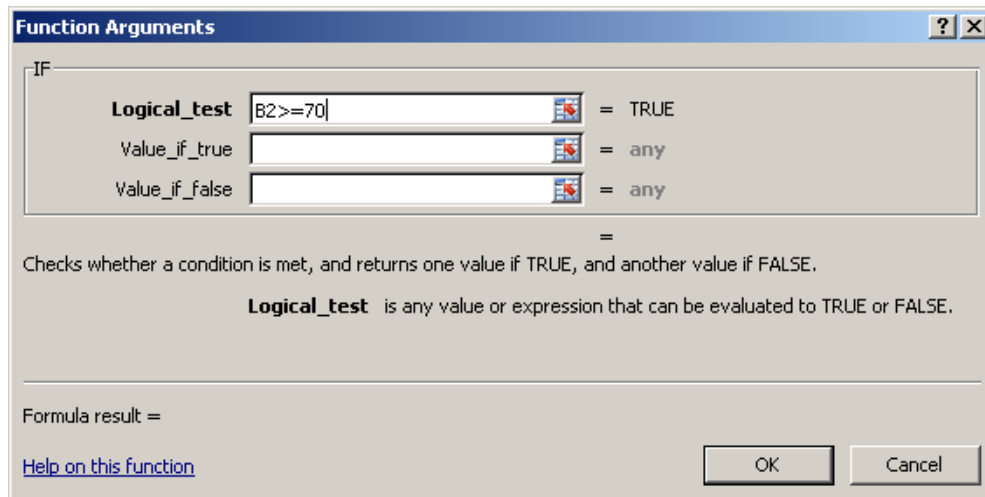 Function Arguments
IF
Logical_test B2>=70 = TRUE
Value_if_true = any
Value_if_false = any
=
Checks whether a condition is met, and returns one value if TRUE, and another value if FALSE.
Logical_test is any value or expression that can be evaluated to TRUE or FALSE.
Formula result =
Help on this function OK Cancel